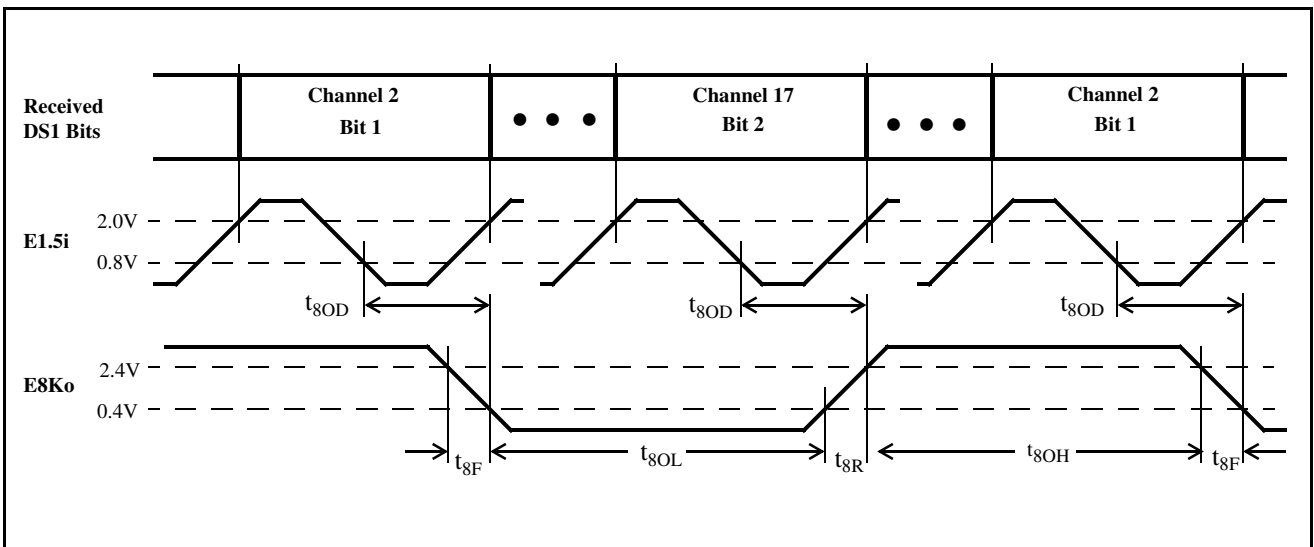 Received
DS1 Bits
Channel 2
Bit 1
• • •
Channel 17
Bit 2
• • •
Channel 2
Bit 1
E1.5i
2.0V
0.8V
t8OD
t8OD
t8OD
E8Ko
2.4V
0.4V
t8F
t8OL
t8R
t8OH
t8F